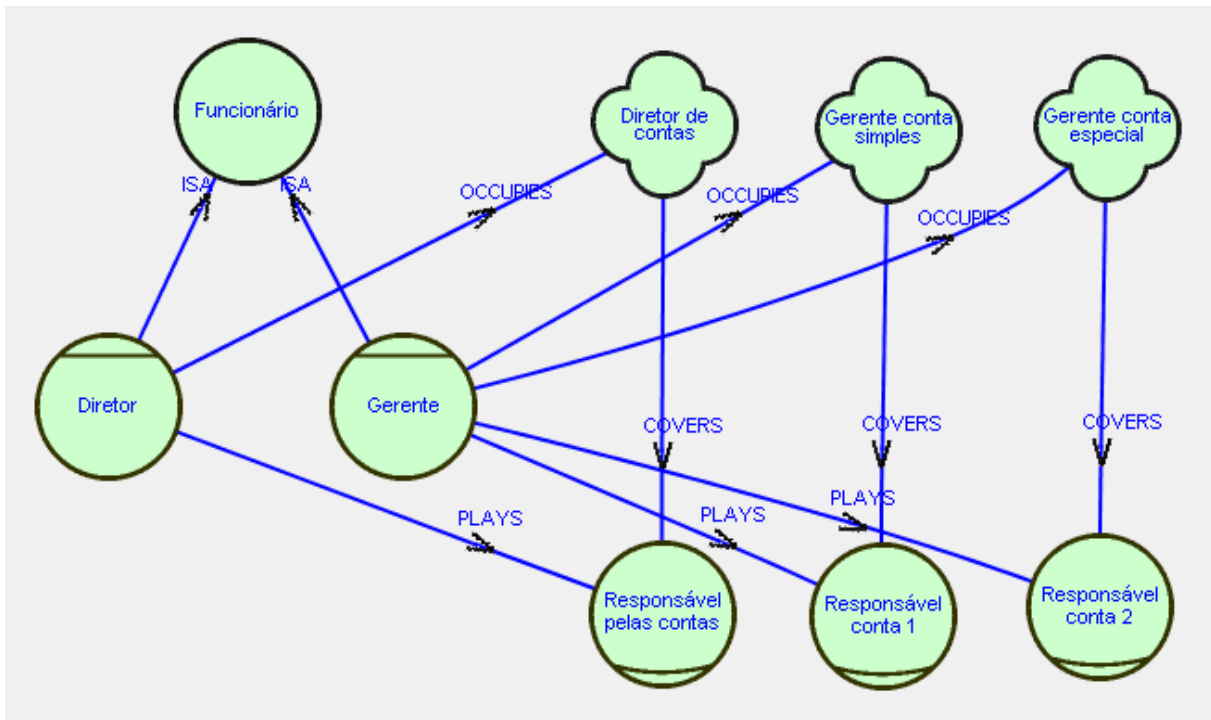 Funcionário
Diretor de
contas
Gerente conta
simples
Gerente conta
especial
ISA
ISA
OCCUPIES
OCCUPIES
OCCUPIES
Diretor
Gerente
COVERS
COVERS
COVERS
PLAYS
PLAYS
PLAYS
Responsável
pelas contas
Responsável
conta 1
Responsável
conta 2